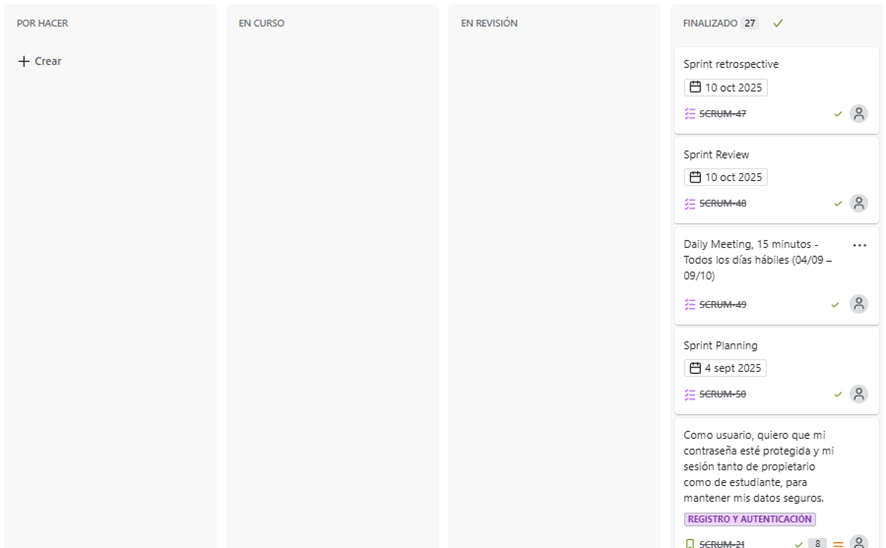 POR HACER
EN CURSO
EN REVISIÓN
FINALIZADO 27
Crear
Sprint retrospective
10 oct 2025
SCRUM-47
Sprint Review
10 oct 2025
SCRUM-48
Daily Meeting, 15 minutos -
Todos los días hábiles (04/09 –
09/10)
SCRUM-49
Sprint Planning
4 sept 2025
SCRUM-50
Como usuario, quiero que mi
contraseña esté protegida y mi
sesión tanto de propietario
como de estudiante, para
mantener mis datos seguros.
REGISTRO Y AUTENTICACIÓN
SCRUM-21 8